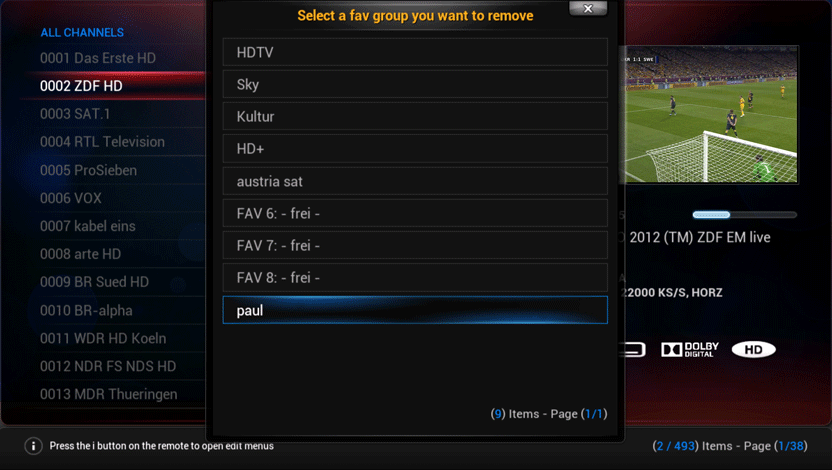 Select a fav group you want to remove
HDTV
Sky
Kultur
HD+
austria sat
FAV 6: - frei -
FAV 7: - frei -
FAV 8: - frei -
paul
(9) Items - Page (1/1)
ALL CHANNELS
0001 Das Erste HD
0002 ZDF HD
0003 SAT.1
0004 RTL Television
0005 ProSieben
0006 VOX
0007 kabel eins
0008 arte HD
0009 BR Sued HD
0010 BR-alpha
0011 WDR HD Koeln
0012 NDR FS NDS HD
0013 MDR Thueringen
1:1 SWE
2012 (TM) ZDF EM live
22000 KS/S, HORZ
DOLBY
DIGITAL
HD
i Press the i button on the remote to open edit menus
(2 / 493) Items - Page (1/38)